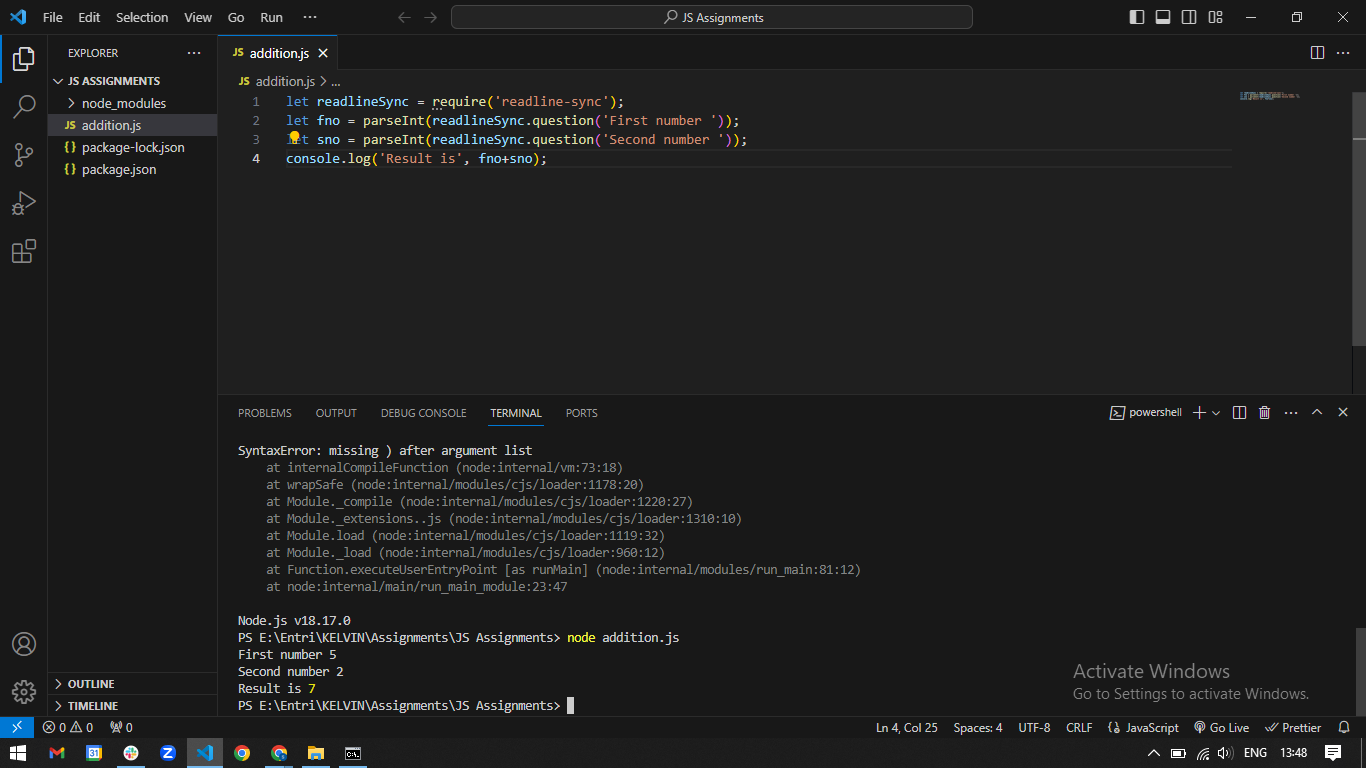 File Edit Selection View Go Run ··· JS Assignments
EXPLORER ···
JS ASSIGNMENTS
node_modules
JS addition.js
{} package-lock.json
{} package.json
OUTLINE
TIMELINE
JS addition.js
JS addition.js > ...
1 let readlineSync = require('readline-sync');
2 let fno = parseInt(readlineSync.question('First number '));
3 let sno = parseInt(readlineSync.question('Second number '));
4 console.log('Result is', fno+sno);
PROBLEMS OUTPUT DEBUG CONSOLE TERMINAL PORTS powershell
SyntaxError: missing ) after argument list
at internalCompileFunction (node:internal/vm:73:18)
at wrapSafe (node:internal/modules/cjs/loader:1178:20)
at Module._compile (node:internal/modules/cjs/loader:1220:27)
at Module._extensions..js (node:internal/modules/cjs/loader:1310:10)
at Module.load (node:internal/modules/cjs/loader:1119:32)
at Module._load (node:internal/modules/cjs/loader:960:12)
at Function.executeUserEntryPoint [as runMain] (node:internal/modules/run_main:81:12)
at node:internal/main/run_main_module:23:47
Node.js v18.17.0
PS E:\Entri\KELVIN\Assignments\JS Assignments> node addition.js
First number 5
Second number 2
Result is 7
PS E:\Entri\KELVIN\Assignments\JS Assignments>
Activate Windows
Go to Settings to activate Windows.
0 0 0 Ln 4, Col 25 Spaces: 4 UTF-8 CRLF {} JavaScript Go Live Prettier
31 ENG 13:48